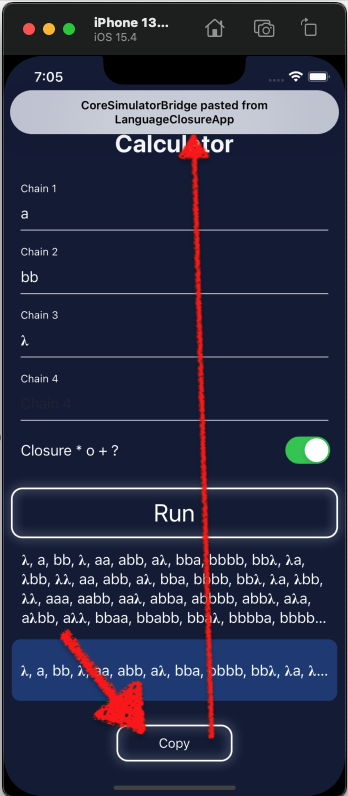 iPhone 13...
iOS 15.4
7:05
CoreSimulatorBridge pasted from
LanguageClosureApp
Calculator
Chain 1
a
Chain 2
bb
Chain 3
λ
Chain 4
Chain 4
Closure * o + ?
Run
λ, a, bb, λ, aa, abb, aλ, bba, bbbb, bbλ, λa,
λbb, λλ, aa, abb, aλ, bba, bbbb, bbλ, λa, λbb,
λλ, aaa, aabb, aaλ, abba, abbbb, abbλ, aλa,
aλbb, aλλ, bbaa, bbabb, bbaλ, bbbba, bbbb...
λ, a, bb, λ, aa, abb, aλ, bba, bbbb, bbλ, λa, λ...
Copy